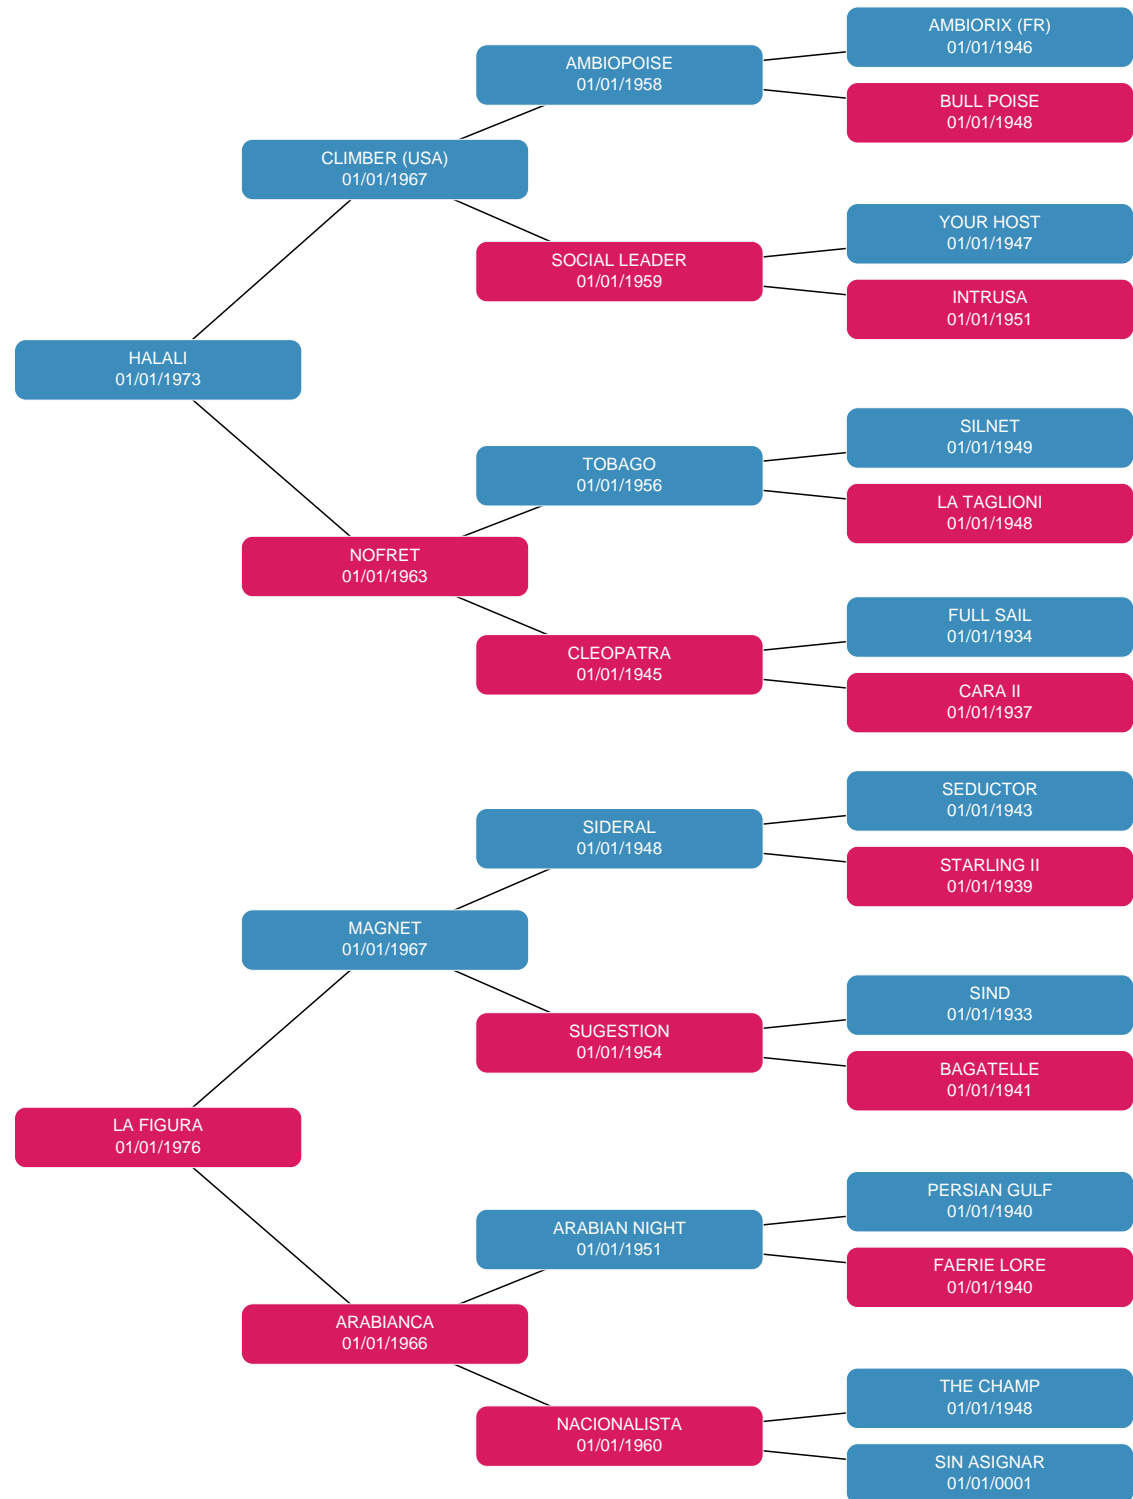 AMBIORIX (FR)
01/01/1946
AMBIOPOISE
01/01/1958
BULL POISE
01/01/1948
CLIMBER (USA)
01/01/1967
YOUR HOST
01/01/1947
SOCIAL LEADER
01/01/1959
INTRUSA
01/01/1951
HALALI
01/01/1973
SILNET
01/01/1949
TOBAGO
01/01/1956
LA TAGLIONI
01/01/1948
NOFRET
01/01/1963
FULL SAIL
01/01/1934
CLEOPATRA
01/01/1945
CARA II
01/01/1937
SEDUCTOR
01/01/1943
SIDERAL
01/01/1948
STARLING II
01/01/1939
MAGNET
01/01/1967
SIND
01/01/1933
SUGESTION
01/01/1954
BAGATELLE
01/01/1941
LA FIGURA
01/01/1976
PERSIAN GULF
01/01/1940
ARABIAN NIGHT
01/01/1951
FAERIE LORE
01/01/1940
ARABIANCA
01/01/1966
THE CHAMP
01/01/1948
NACIONALISTA
01/01/1960
SIN ASIGNAR
01/01/0001